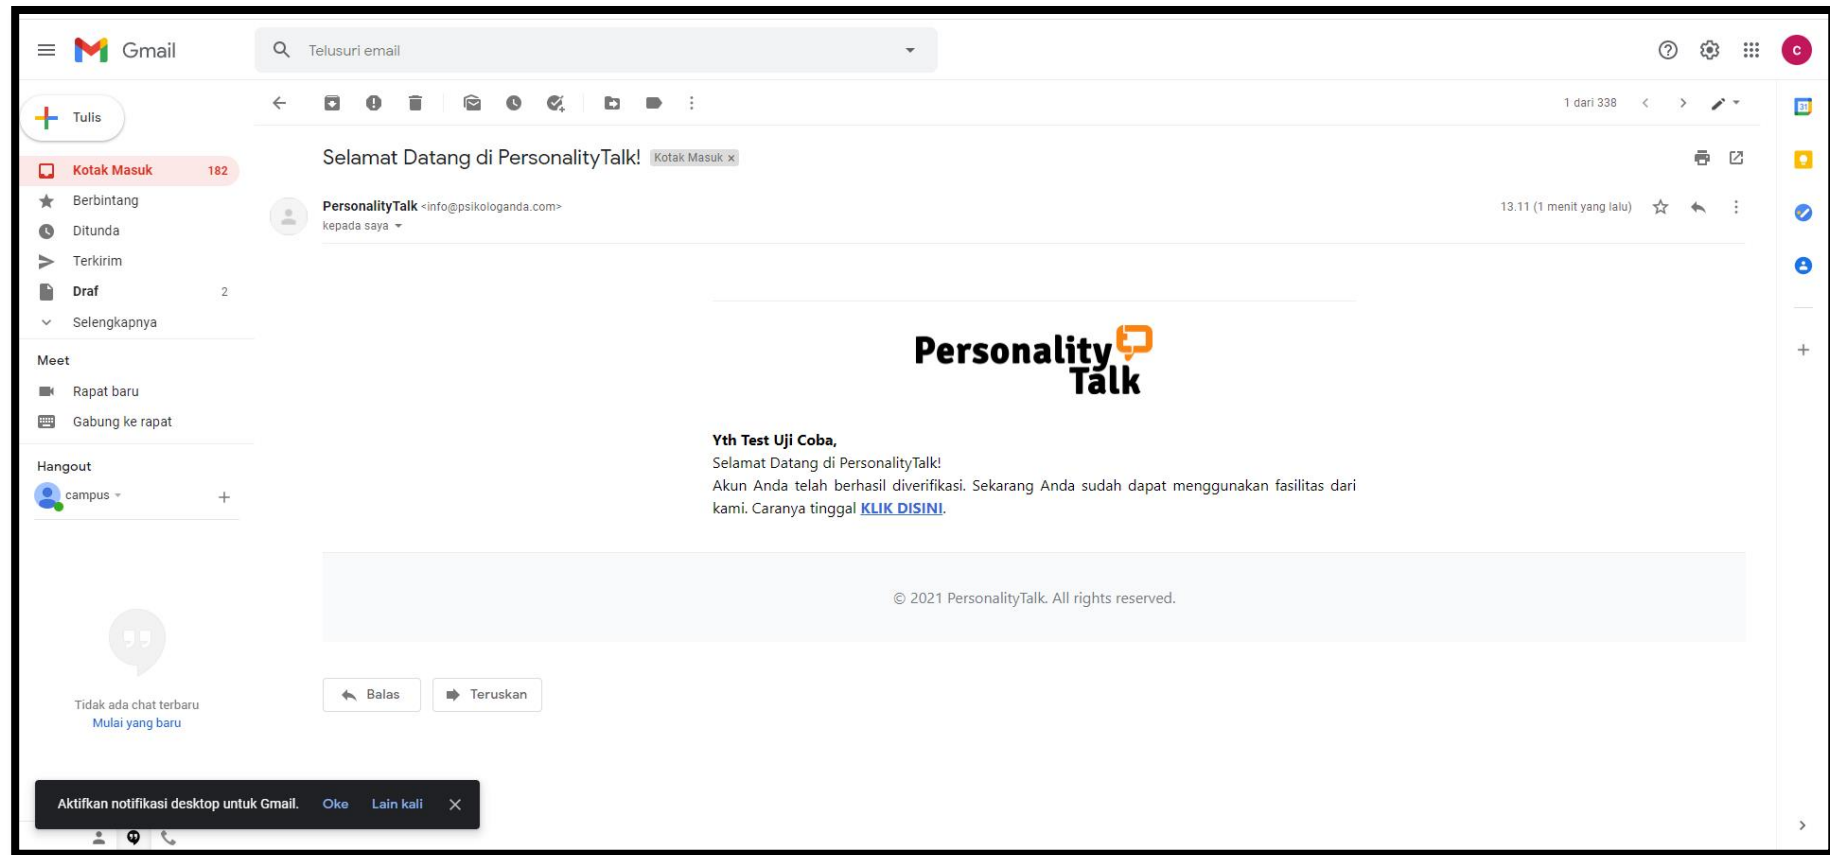 Gmail
Telusuri email
C
Tulis
1 dari 338
31
Selamat Datang di PersonalityTalk! Kotak Masuk x
Kotak Masuk 182
Berbintang
Ditunda
Terkirim
Draf 2
Selengkapnya
PersonalityTalk <info@psikologanda.com>
13.11 (1 menit yang lalu)
kepada saya
Meet
Rapat baru
Gabung ke rapat
Hangout
campus
Personality
Talk
Yth Test Uji Coba,
Selamat Datang di PersonalityTalk!
Akun Anda telah berhasil diverifikasi. Sekarang Anda sudah dapat menggunakan fasilitas dari
kami. Caranya tinggal KLIK DISINI.
© 2021 PersonalityTalk. All rights reserved.
Balas
Teruskan
Tidak ada chat terbaru
Mulai yang baru
Aktifkan notifikasi desktop untuk Gmail. Oke Lain kali